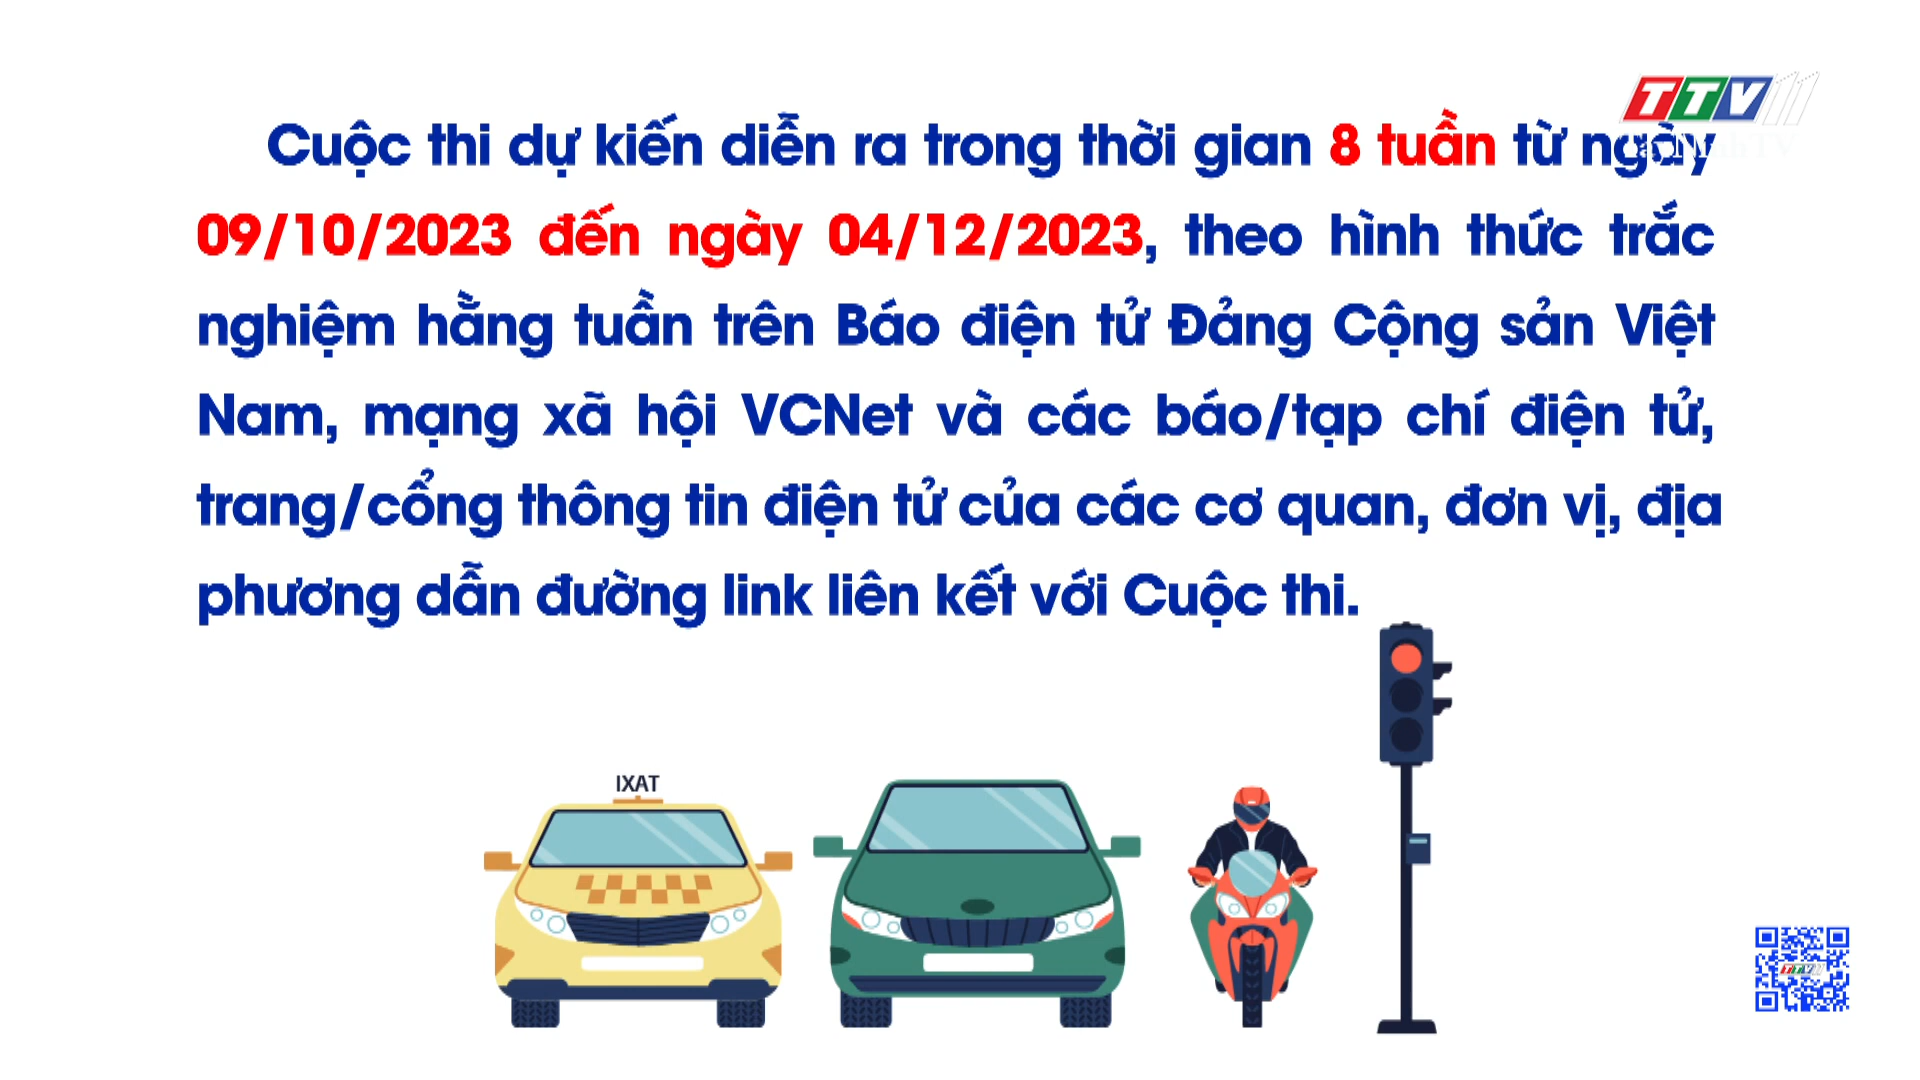 TTV11
Cuộc thi dự kiến diễn ra trong thời gian 8 tuần từ ngày
09/10/2023 đến ngày 04/12/2023, theo hình thức trắc
nghiệm hằng tuần trên Báo điện tử Đảng Cộng sản Việt
Nam, mạng xã hội VCNet và các báo/tạp chí điện tử,
trang/cổng thông tin điện tử của các cơ quan, đơn vị, địa
phương dẫn đường link liên kết với Cuộc thi.
IXAT
TTV11